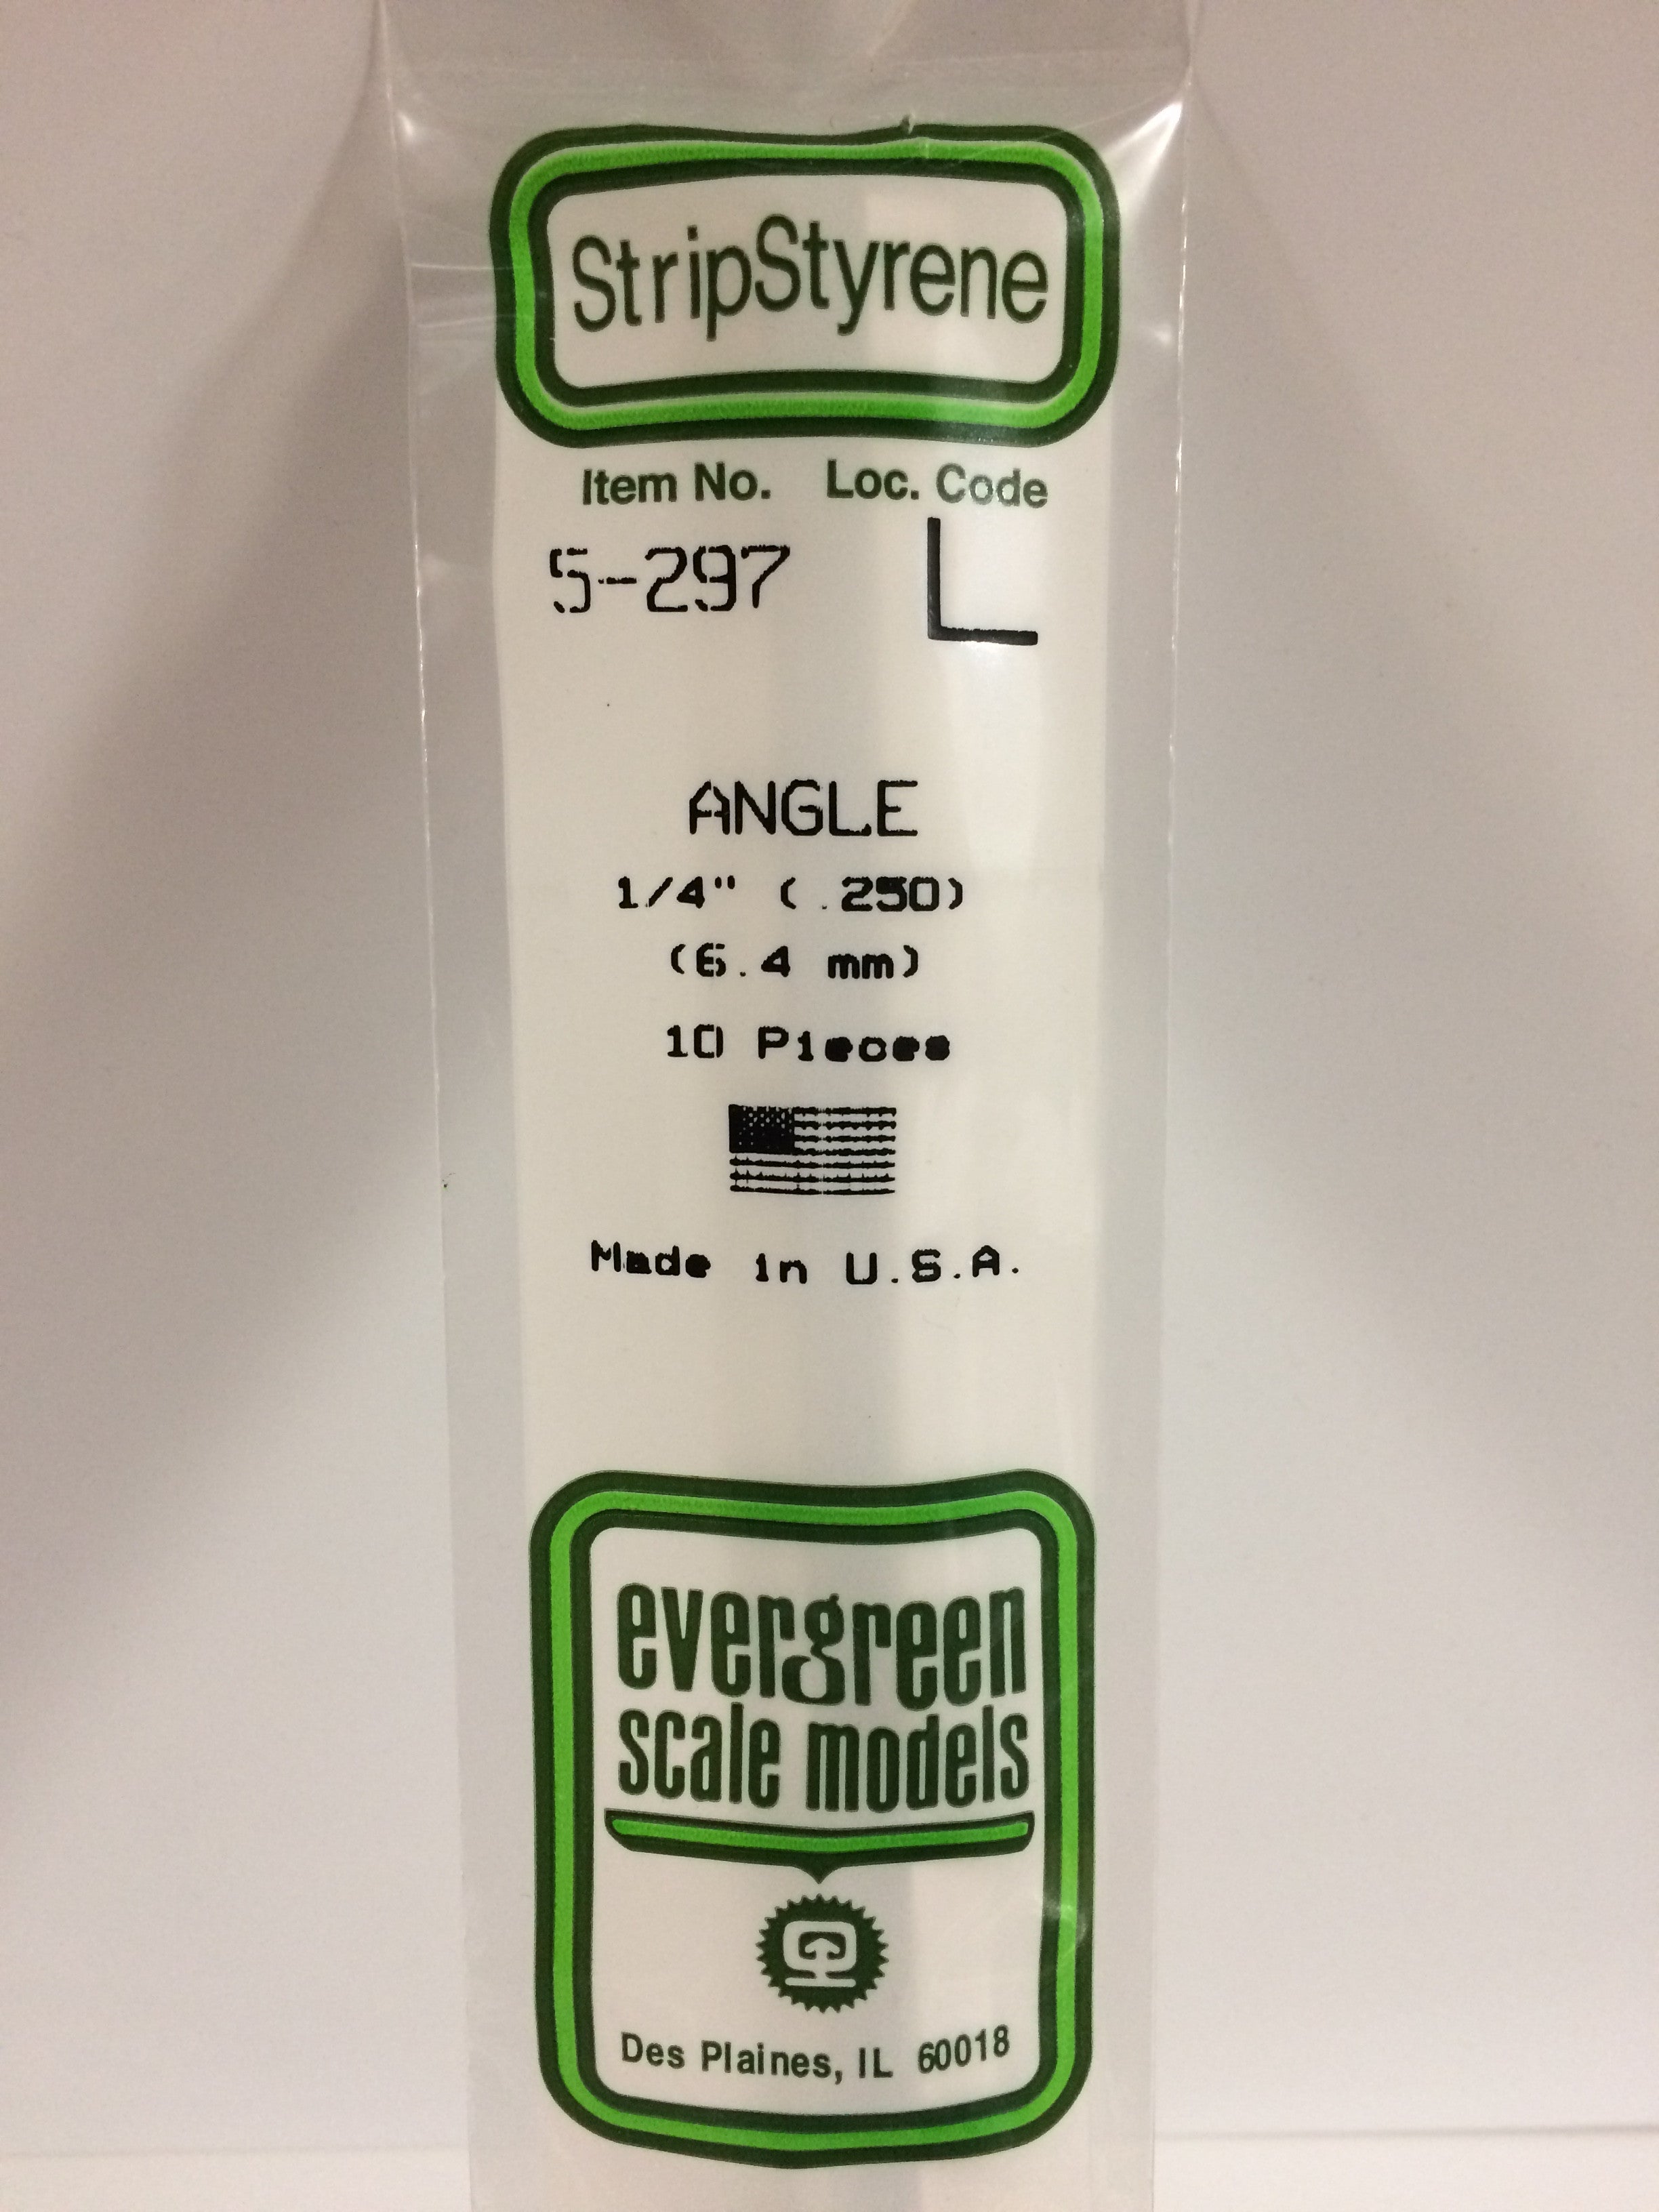 StripStyrene
Item No. Loc. Code
5-297 L
ANGLE
1/4" (.250)
(6.4 mm)
10 Pieces
Made in U.S.A.
evergreen
scale models
Des Plaines, IL 60018